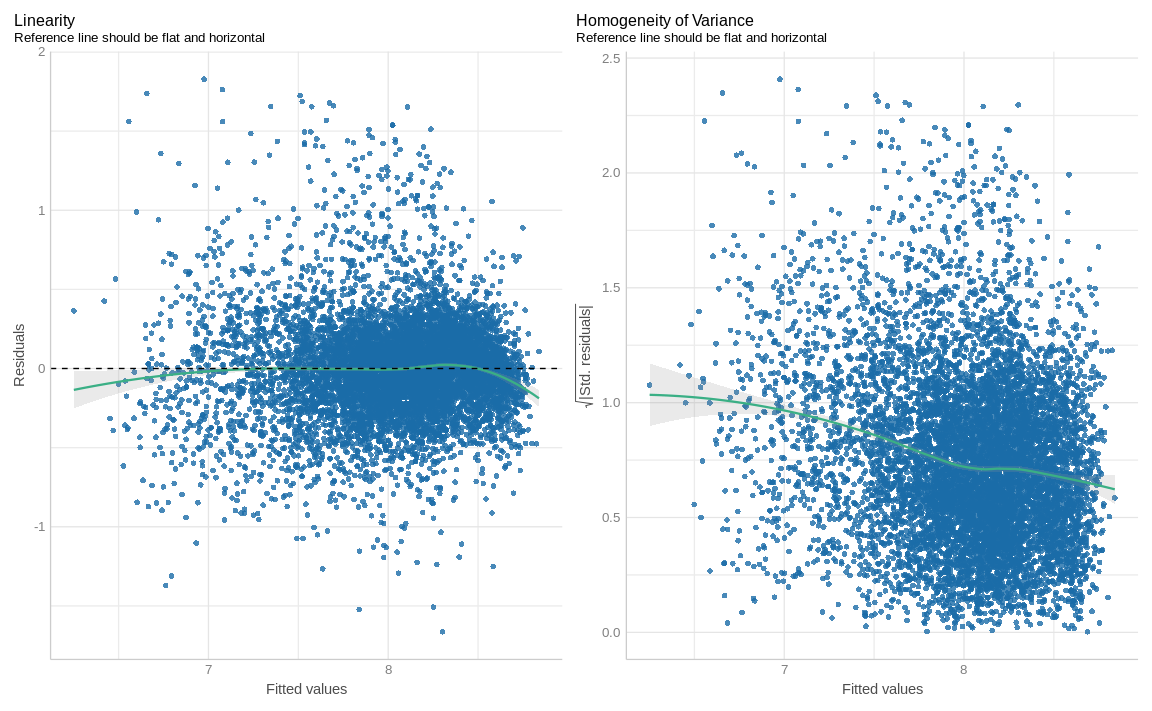 Linearity
Reference line should be flat and horizontal
2
1
0
-1
Residuals
7
8
Fitted values
Homogeneity of Variance
Reference line should be flat and horizontal
2.5
2.0
1.5
1.0
0.5
0.0
√|Std. residuals|
7
8
Fitted values